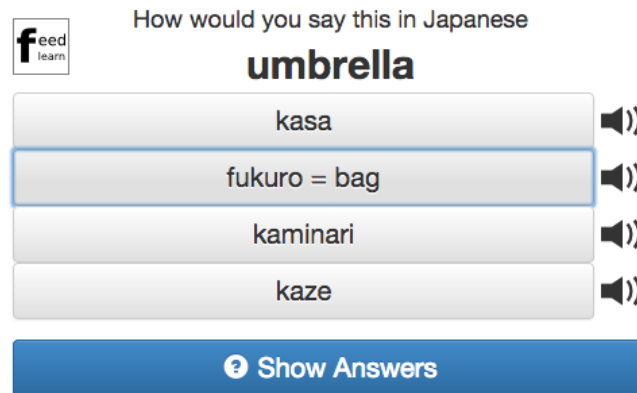 feed
learn
How would you say this in Japanese
umbrella
kasa
fukuro = bag
kaminari
kaze
? Show Answers